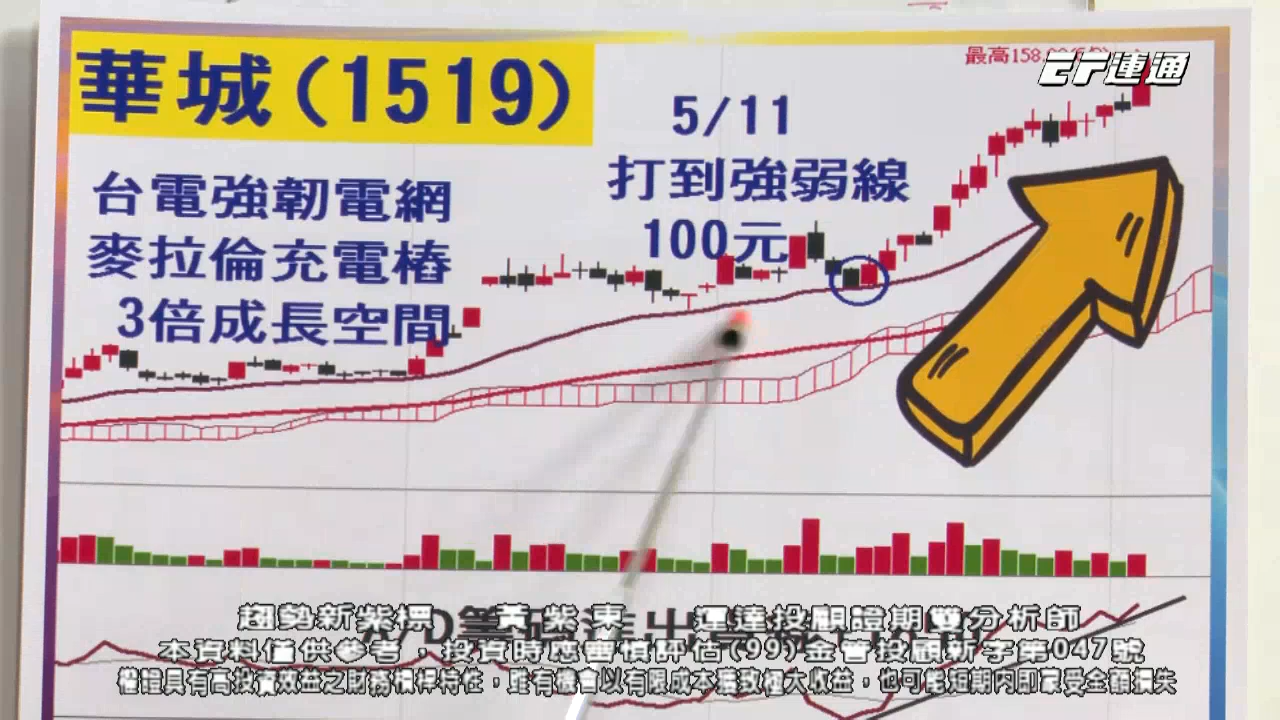 華城(1519)
最高158.
EF連通
5/11
打到強弱線
100元
台電強韌電網
麥拉倫充電樁
3倍成長空間
趨勢新紫標 黃紫東 運達投顧證期雙分析師
本資料僅供參考，投資時應審慎評估(99)金管投顧新字第047號
權證具有高投資效益之財務槓桿特性，雖有機會以有限成本獲致極大收益，也可能短期內即蒙受全額損失